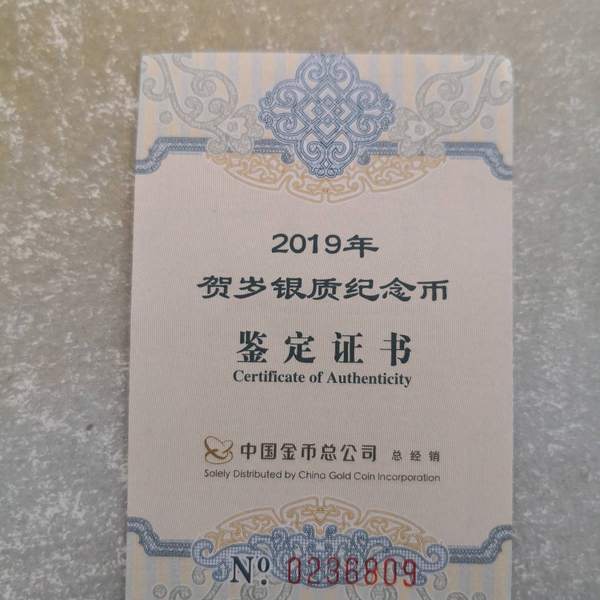 2019年
贺岁银质纪念币
鉴定证书
Certificate of Authenticity
中国金币总公司 总经销
Solely Distributed by China Gold Coin Incorporation
No. 0236809